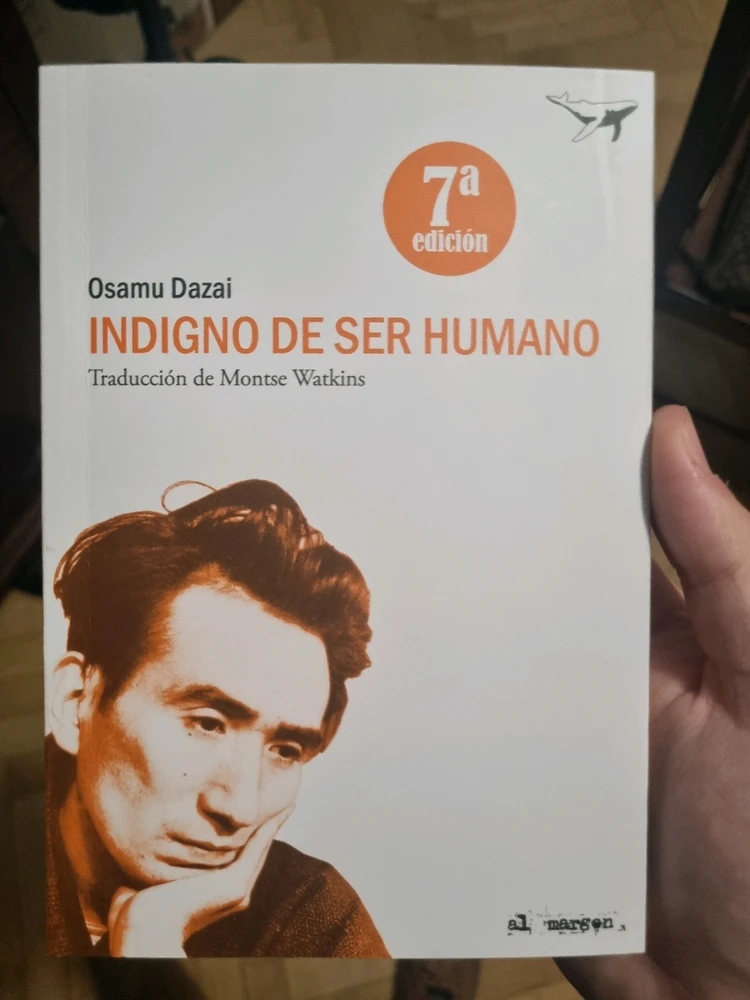 7ª
edición
Osamu Dazai
INDIGNO DE SER HUMANO
Traducción de Montse Watkins
al margen